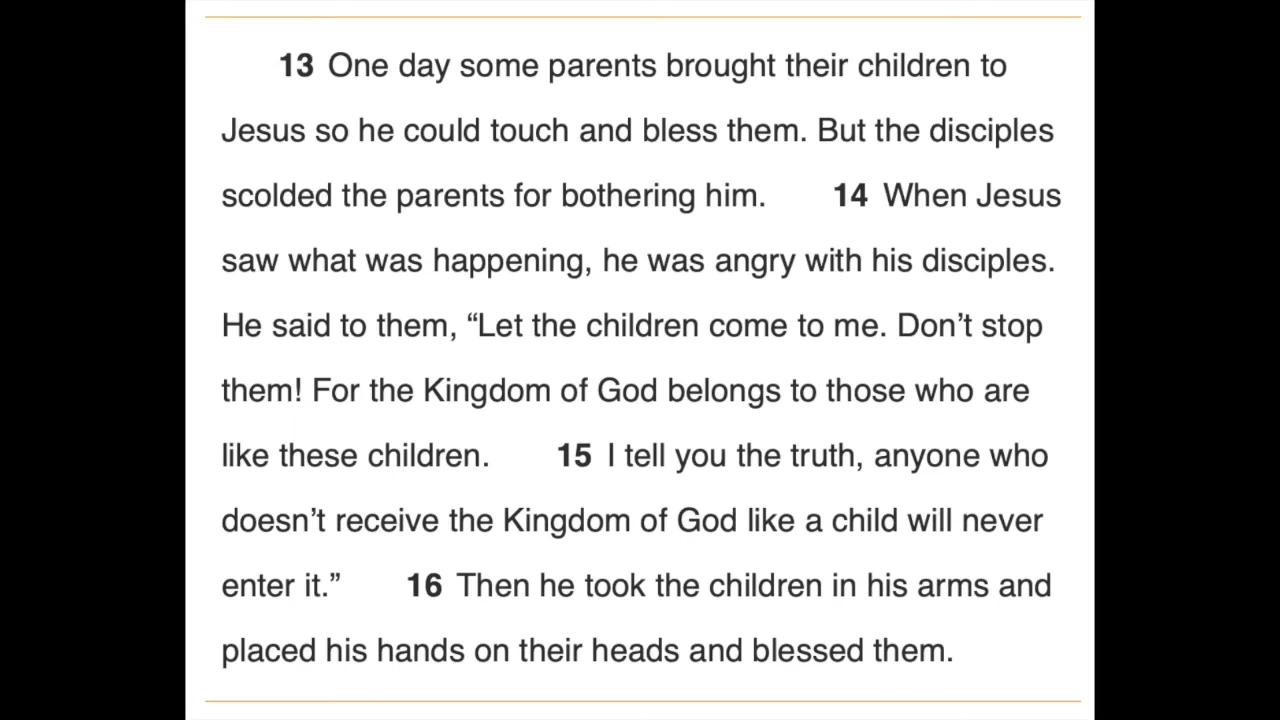 13 One day some parents brought their children to
Jesus so he could touch and bless them. But the disciples
scolded the parents for bothering him. 14 When Jesus
saw what was happening, he was angry with his disciples.
He said to them, “Let the children come to me. Don’t stop
them! For the Kingdom of God belongs to those who are
like these children. 15 I tell you the truth, anyone who
doesn’t receive the Kingdom of God like a child will never
enter it.” 16 Then he took the children in his arms and
placed his hands on their heads and blessed them.